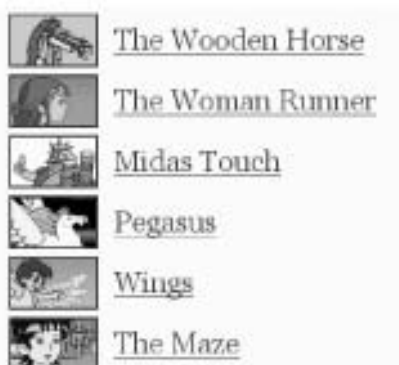 The Wooden Horse
The Woman Runner
Midas Touch
Pegasus
Wings
The Maze